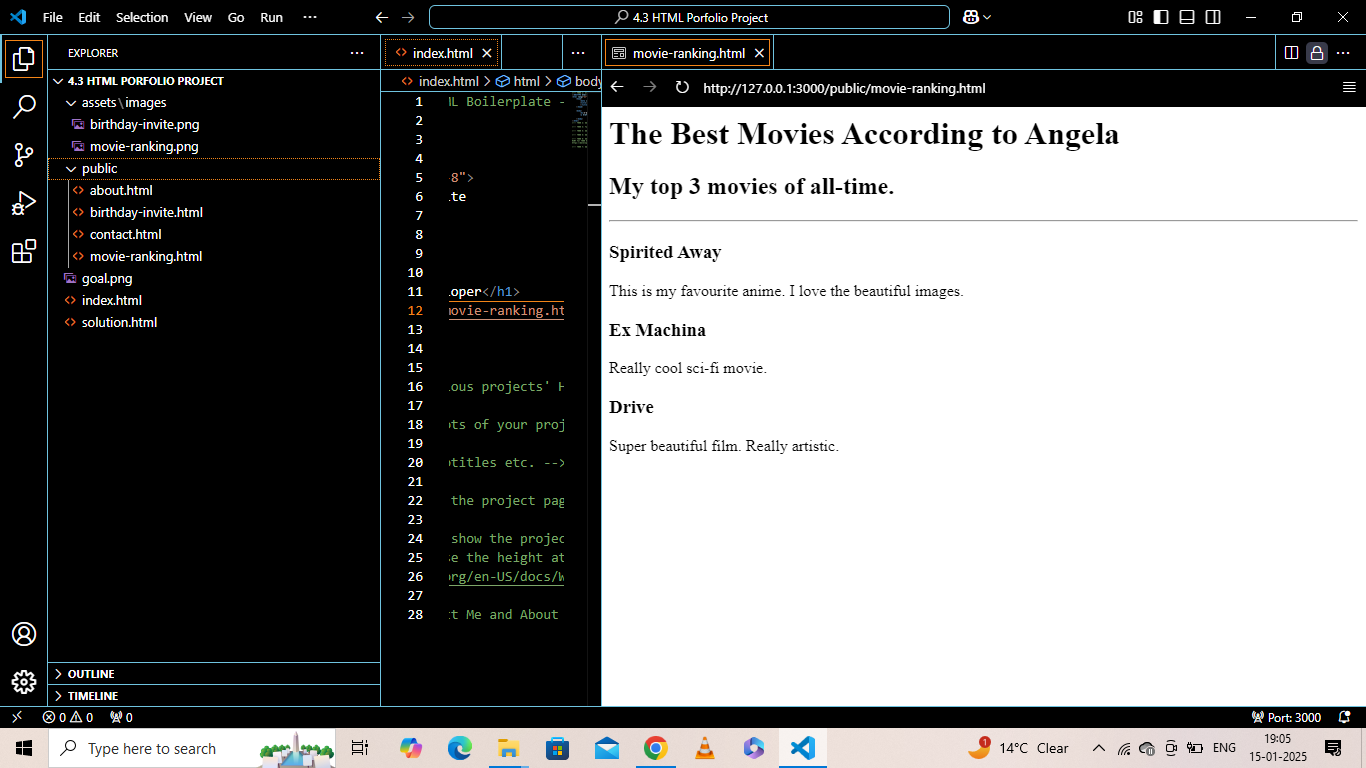 File Edit Selection View Go Run ··· 4.3 HTML Porfolio Project
EXPLORER ···
4.3 HTML PORFOLIO PROJECT
assets\images
birthday-invite.png
movie-ranking.png
public
about.html
birthday-invite.html
contact.html
movie-ranking.html
goal.png
index.html
solution.html
OUTLINE
TIMELINE
index.html ···
index.html > html > body
1 ML Boilerplate -
2
3
4
5 8">
6 ite
7
8
9
10
11 loper</h1>
12 movie-ranking.ht
13
14
15
16 ious projects' H
17
18 ots of your proj
19
20 btitles etc. -->
21
22 the project pag
23
24 show the projec
25 se the height at
26 org/en-US/docs/W
27
28 ct Me and About
movie-ranking.html ···
http://127.0.0.1:3000/public/movie-ranking.html
The Best Movies According to Angela
My top 3 movies of all-time.
Spirited Away
This is my favourite anime. I love the beautiful images.
Ex Machina
Really cool sci-fi movie.
Drive
Super beautiful film. Really artistic.
0 0 0 Port: 3000
Type here to search 1 14°C Clear ENG 19:05
15-01-2025